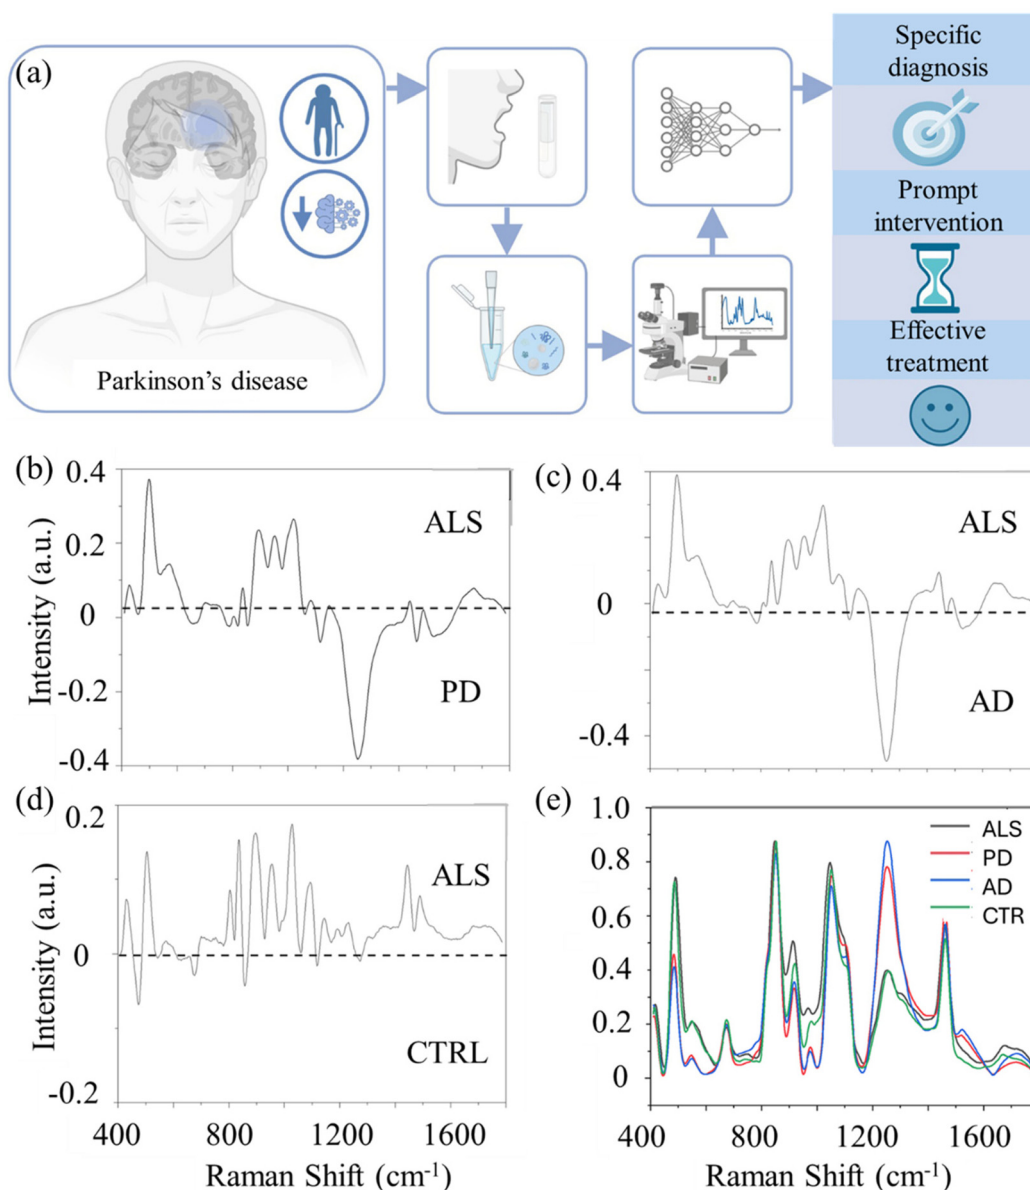 (a)
Parkinson's disease
Specific
diagnosis
Prompt
intervention
Effective
treatment
(b)
0.4
0.2
0
-0.2
-0.4
Intensity (a.u.)
ALS
PD
(c)
0.4
0
-0.4
ALS
AD
(d)
0.2
0
-0.2
Intensity (a.u.)
ALS
CTRL
400
800
1200
1600
Raman Shift (cm⁻¹)
(e)
1.0
0.8
0.6
0.4
0.2
0
ALS
PD
AD
CTR
400
800
1200
1600
Raman Shift (cm⁻¹)